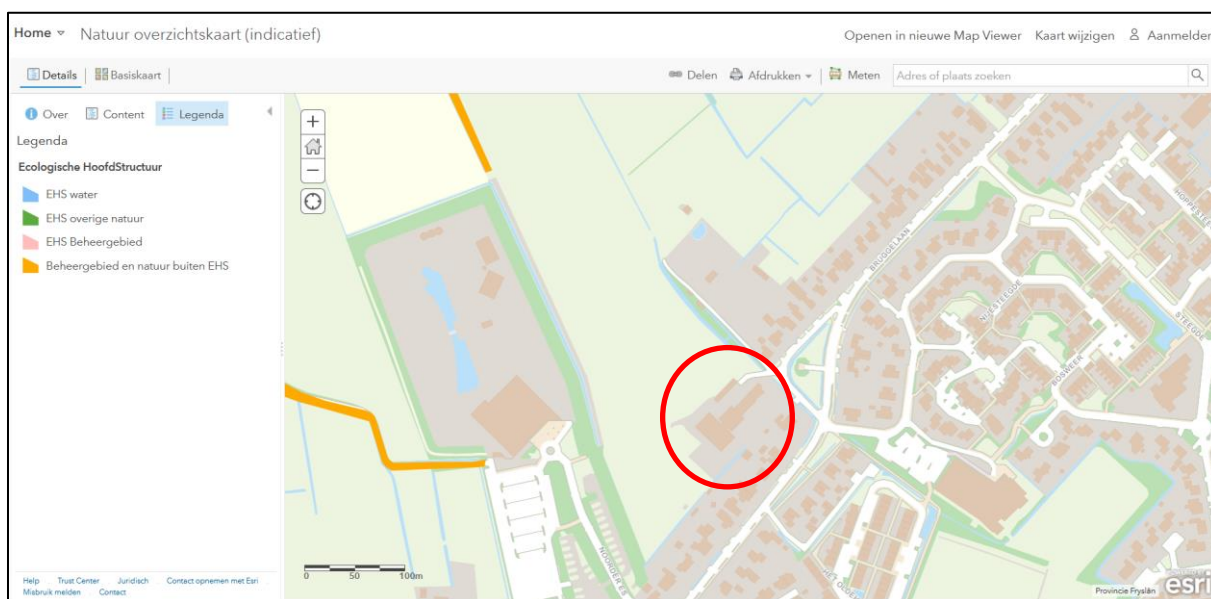 Home Natuur overzichtskaart (indicatief)
Openen in nieuwe Map Viewer Kaart wijzigen Aanmelden
Details Basiskaart
Delen Afdrukken Meten Adres of plaats zoeken
Over Content Legenda
Legenda
Ecologische HoofdStructuur
EHS water
EHS overige natuur
EHS Beheergebied
Beheergebied en natuur buiten EHS
+
−
BRUGGELAAN
NIJESTEEGDE
BOSWEER
STEEGDE
NOORDER ES
0 50 100m
Help Trust Center Juridisch Contact opnemen met Esri
Misbruik melden Contact
Provincie Fryslân
esri